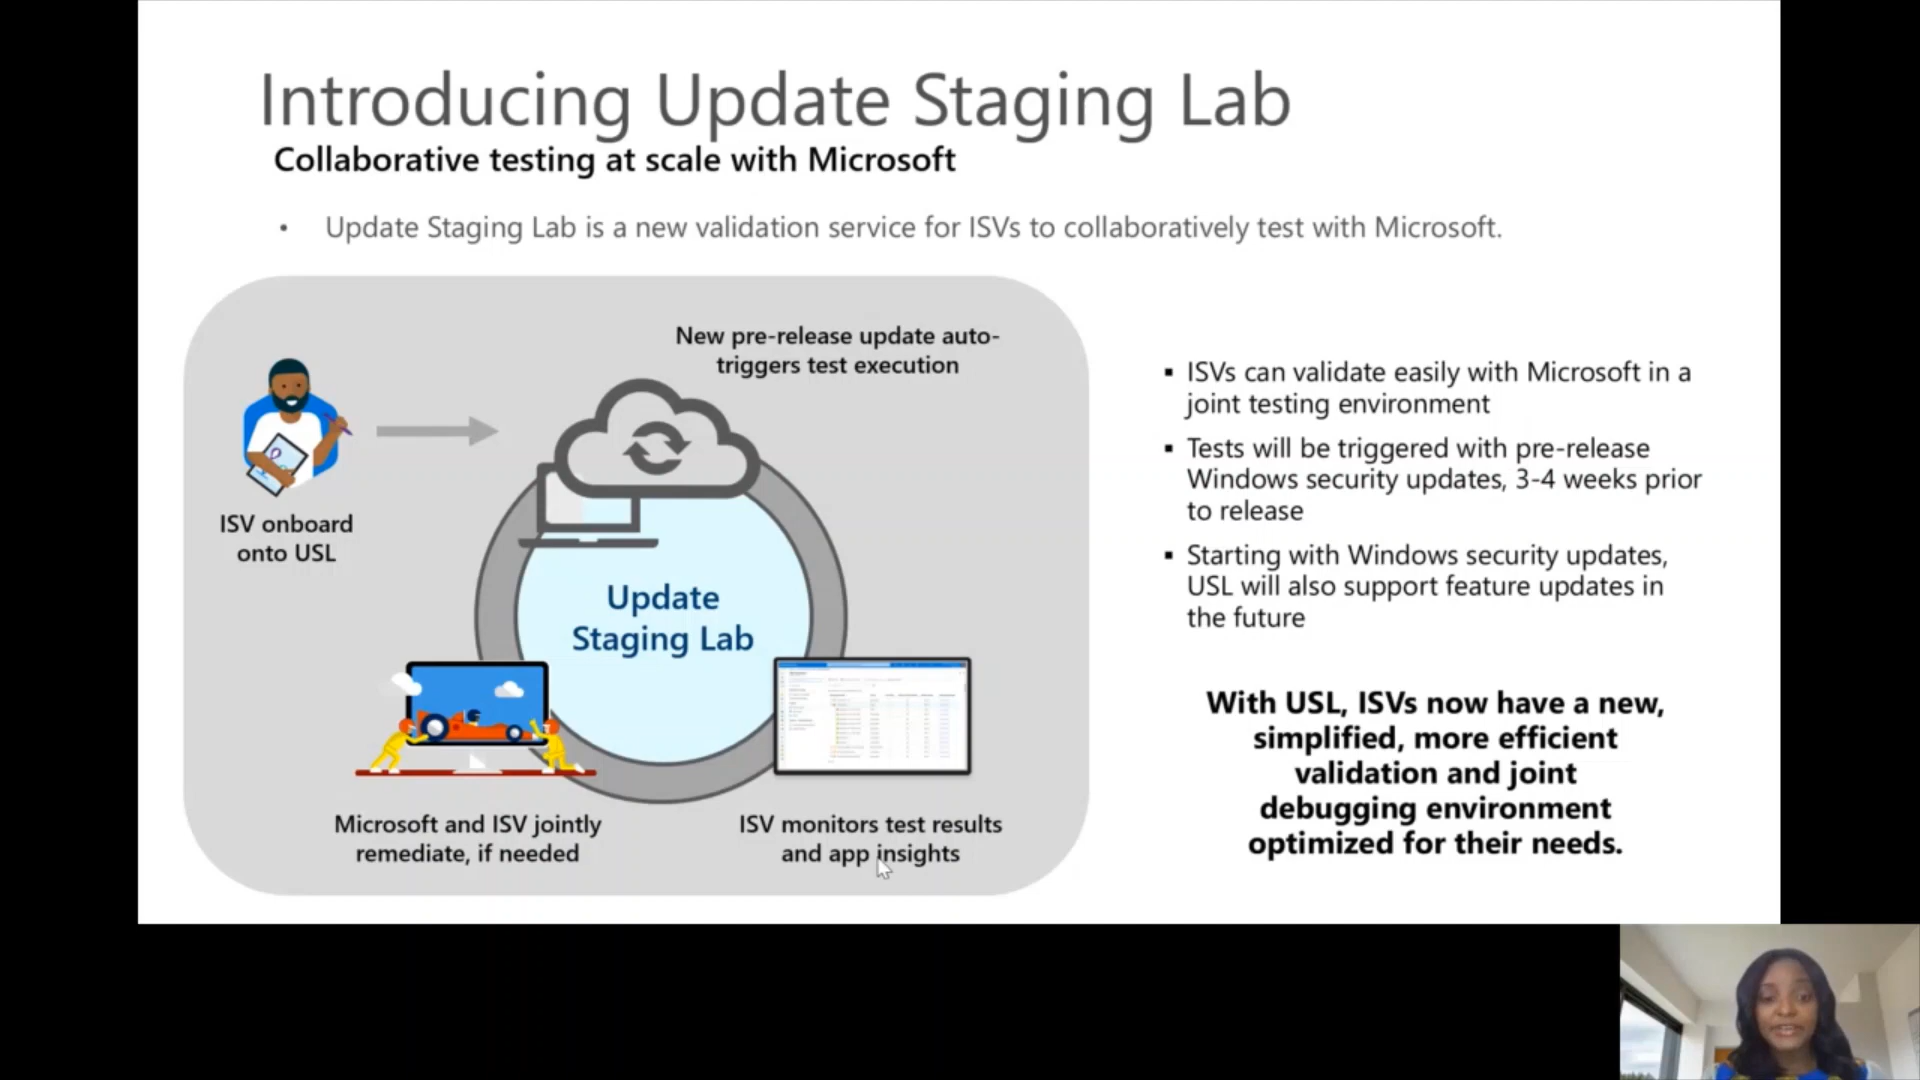 Introducing Update Staging Lab
Collaborative testing at scale with Microsoft
• Update Staging Lab is a new validation service for ISVs to collaboratively test with Microsoft.
New pre-release update auto-
triggers test execution
ISV onboard
onto USL
Update
Staging Lab
Microsoft and ISV jointly
remediate, if needed
ISV monitors test results
and app insights
▪ ISVs can validate easily with Microsoft in a
joint testing environment
▪ Tests will be triggered with pre-release
Windows security updates, 3-4 weeks prior
to release
▪ Starting with Windows security updates,
USL will also support feature updates in
the future
With USL, ISVs now have a new,
simplified, more efficient
validation and joint
debugging environment
optimized for their needs.